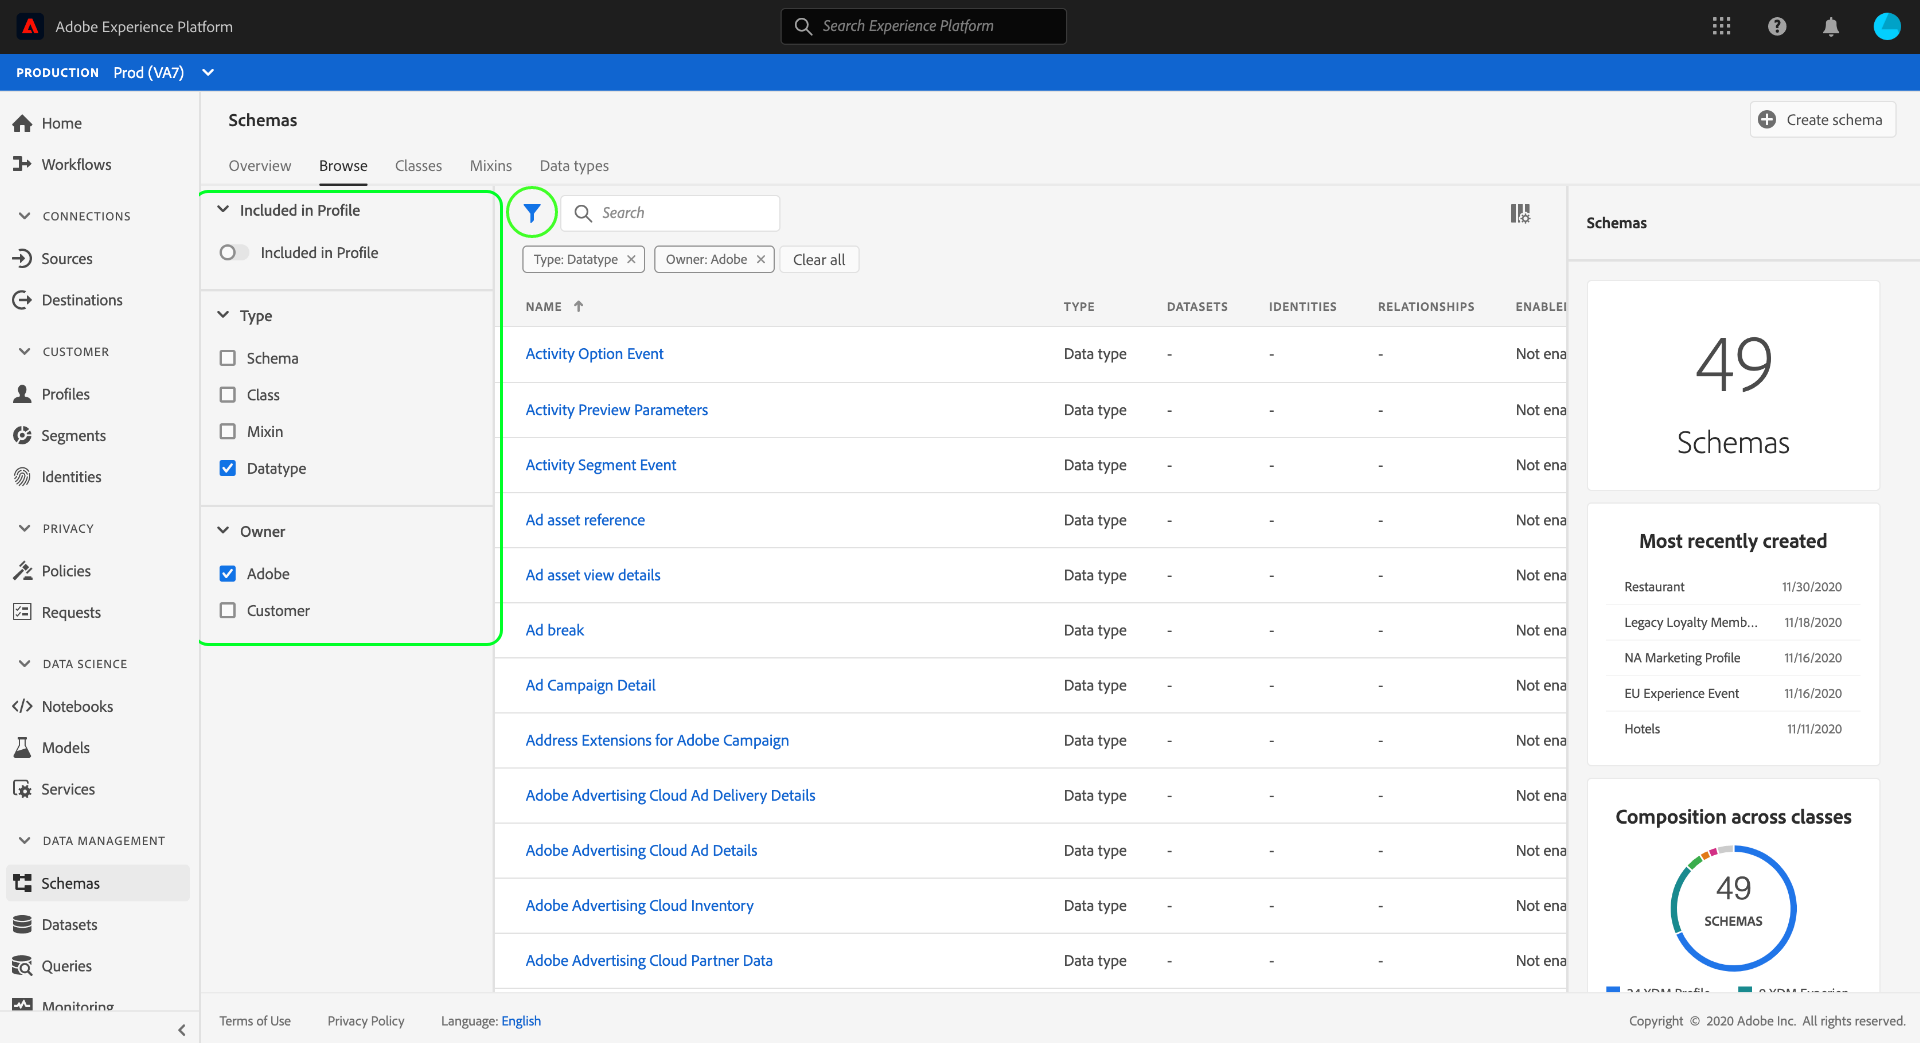 Adobe Experience Platform
Search Experience Platform
PRODUCTION Prod (VA7)
Home
Workflows
CONNECTIONS
Sources
Destinations
CUSTOMER
Profiles
Segments
Identities
PRIVACY
Policies
Requests
DATA SCIENCE
Notebooks
Models
Services
DATA MANAGEMENT
Schemas
Datasets
Queries
Monitoring
Schemas
Create schema
Overview Browse Classes Mixins Data types
Included in Profile
Included in Profile
Type
Schema
Class
Mixin
Datatype
Owner
Adobe
Customer
Search
Type: Datatype Owner: Adobe Clear all
NAME TYPE DATASETS IDENTITIES RELATIONSHIPS ENABLED
Activity Option Event Data type - - - Not ena
Activity Preview Parameters Data type - - - Not ena
Activity Segment Event Data type - - - Not ena
Ad asset reference Data type - - - Not ena
Ad asset view details Data type - - - Not ena
Ad break Data type - - - Not ena
Ad Campaign Detail Data type - - - Not ena
Address Extensions for Adobe Campaign Data type - - - Not ena
Adobe Advertising Cloud Ad Delivery Details Data type - - - Not ena
Adobe Advertising Cloud Ad Details Data type - - - Not ena
Adobe Advertising Cloud Inventory Data type - - - Not ena
Adobe Advertising Cloud Partner Data Data type - - - Not ena
Schemas
49
Schemas
Most recently created
Restaurant 11/30/2020
Legacy Loyalty Memb... 11/18/2020
NA Marketing Profile 11/16/2020
EU Experience Event 11/16/2020
Hotels 11/11/2020
Composition across classes
49
SCHEMAS
Terms of Use Privacy Policy Language: English
Copyright © 2020 Adobe Inc. All rights reserved.